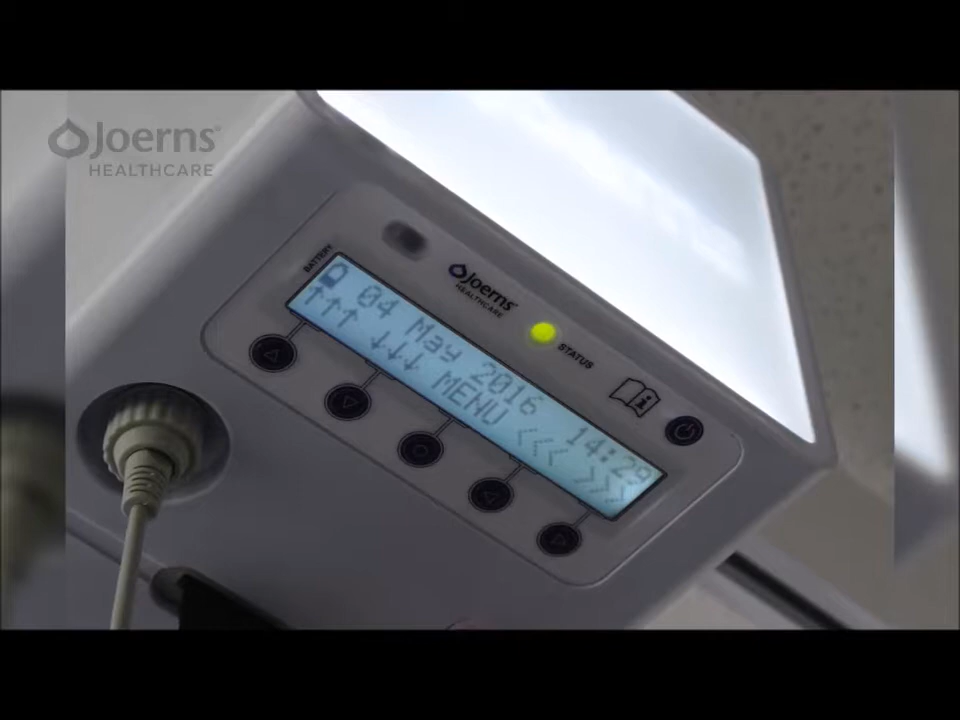 Joerns
HEALTHCARE
BATTERY
Joerns
HEALTHCARE
STATUS
04 May 2016 14:29
↑↑↑ ↓↓↓ MENU <<< >>>